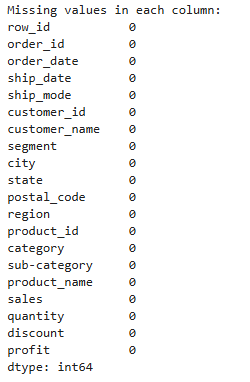 Missing values in each column:
row_id 0
order_id 0
order_date 0
ship_date 0
ship_mode 0
customer_id 0
customer_name 0
segment 0
city 0
state 0
postal_code 0
region 0
product_id 0
category 0
sub-category 0
product_name 0
sales 0
quantity 0
discount 0
profit 0
dtype: int64